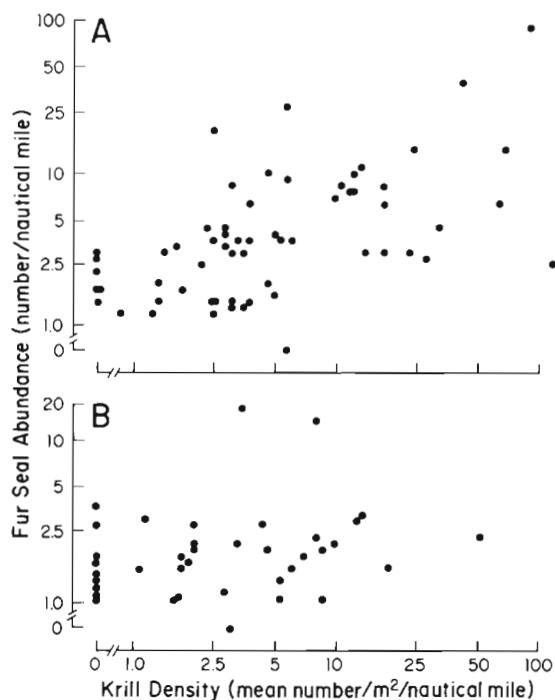 A
100
50
25
10
5
2.5
1.0
0
B
20
10
5
2.5
1.0
0
0 1.0 2.5 5 10 25 50 100
Fur Seal Abundance (number/nautical mile)
Krill Density (mean number/m²/nautical mile)